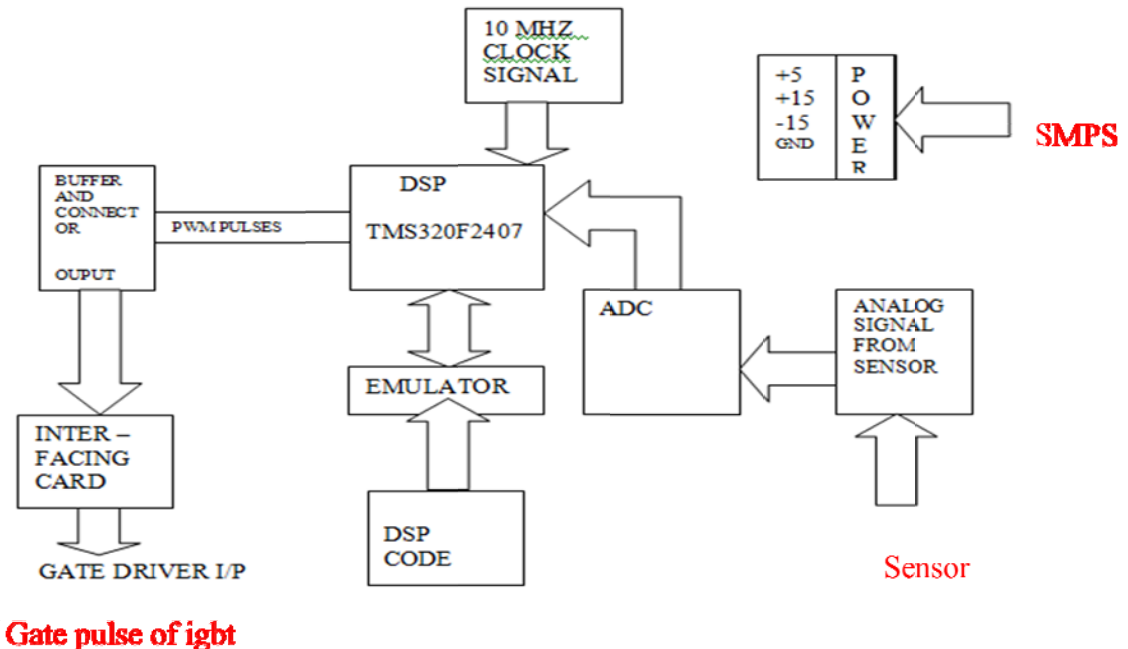 10 MHZ
CLOCK
SIGNAL
+5
+15
-15
GND
P
O
W
E
R
SMPS
BUFFER
AND
CONNECT
OR
OUPUT
PWM PULSES
DSP
TMS320F2407
ADC
ANALOG
SIGNAL
FROM
SENSOR
EMULATOR
INTER –
FACING
CARD
DSP
CODE
GATE DRIVER I/P
Sensor
Gate pulse of igbt